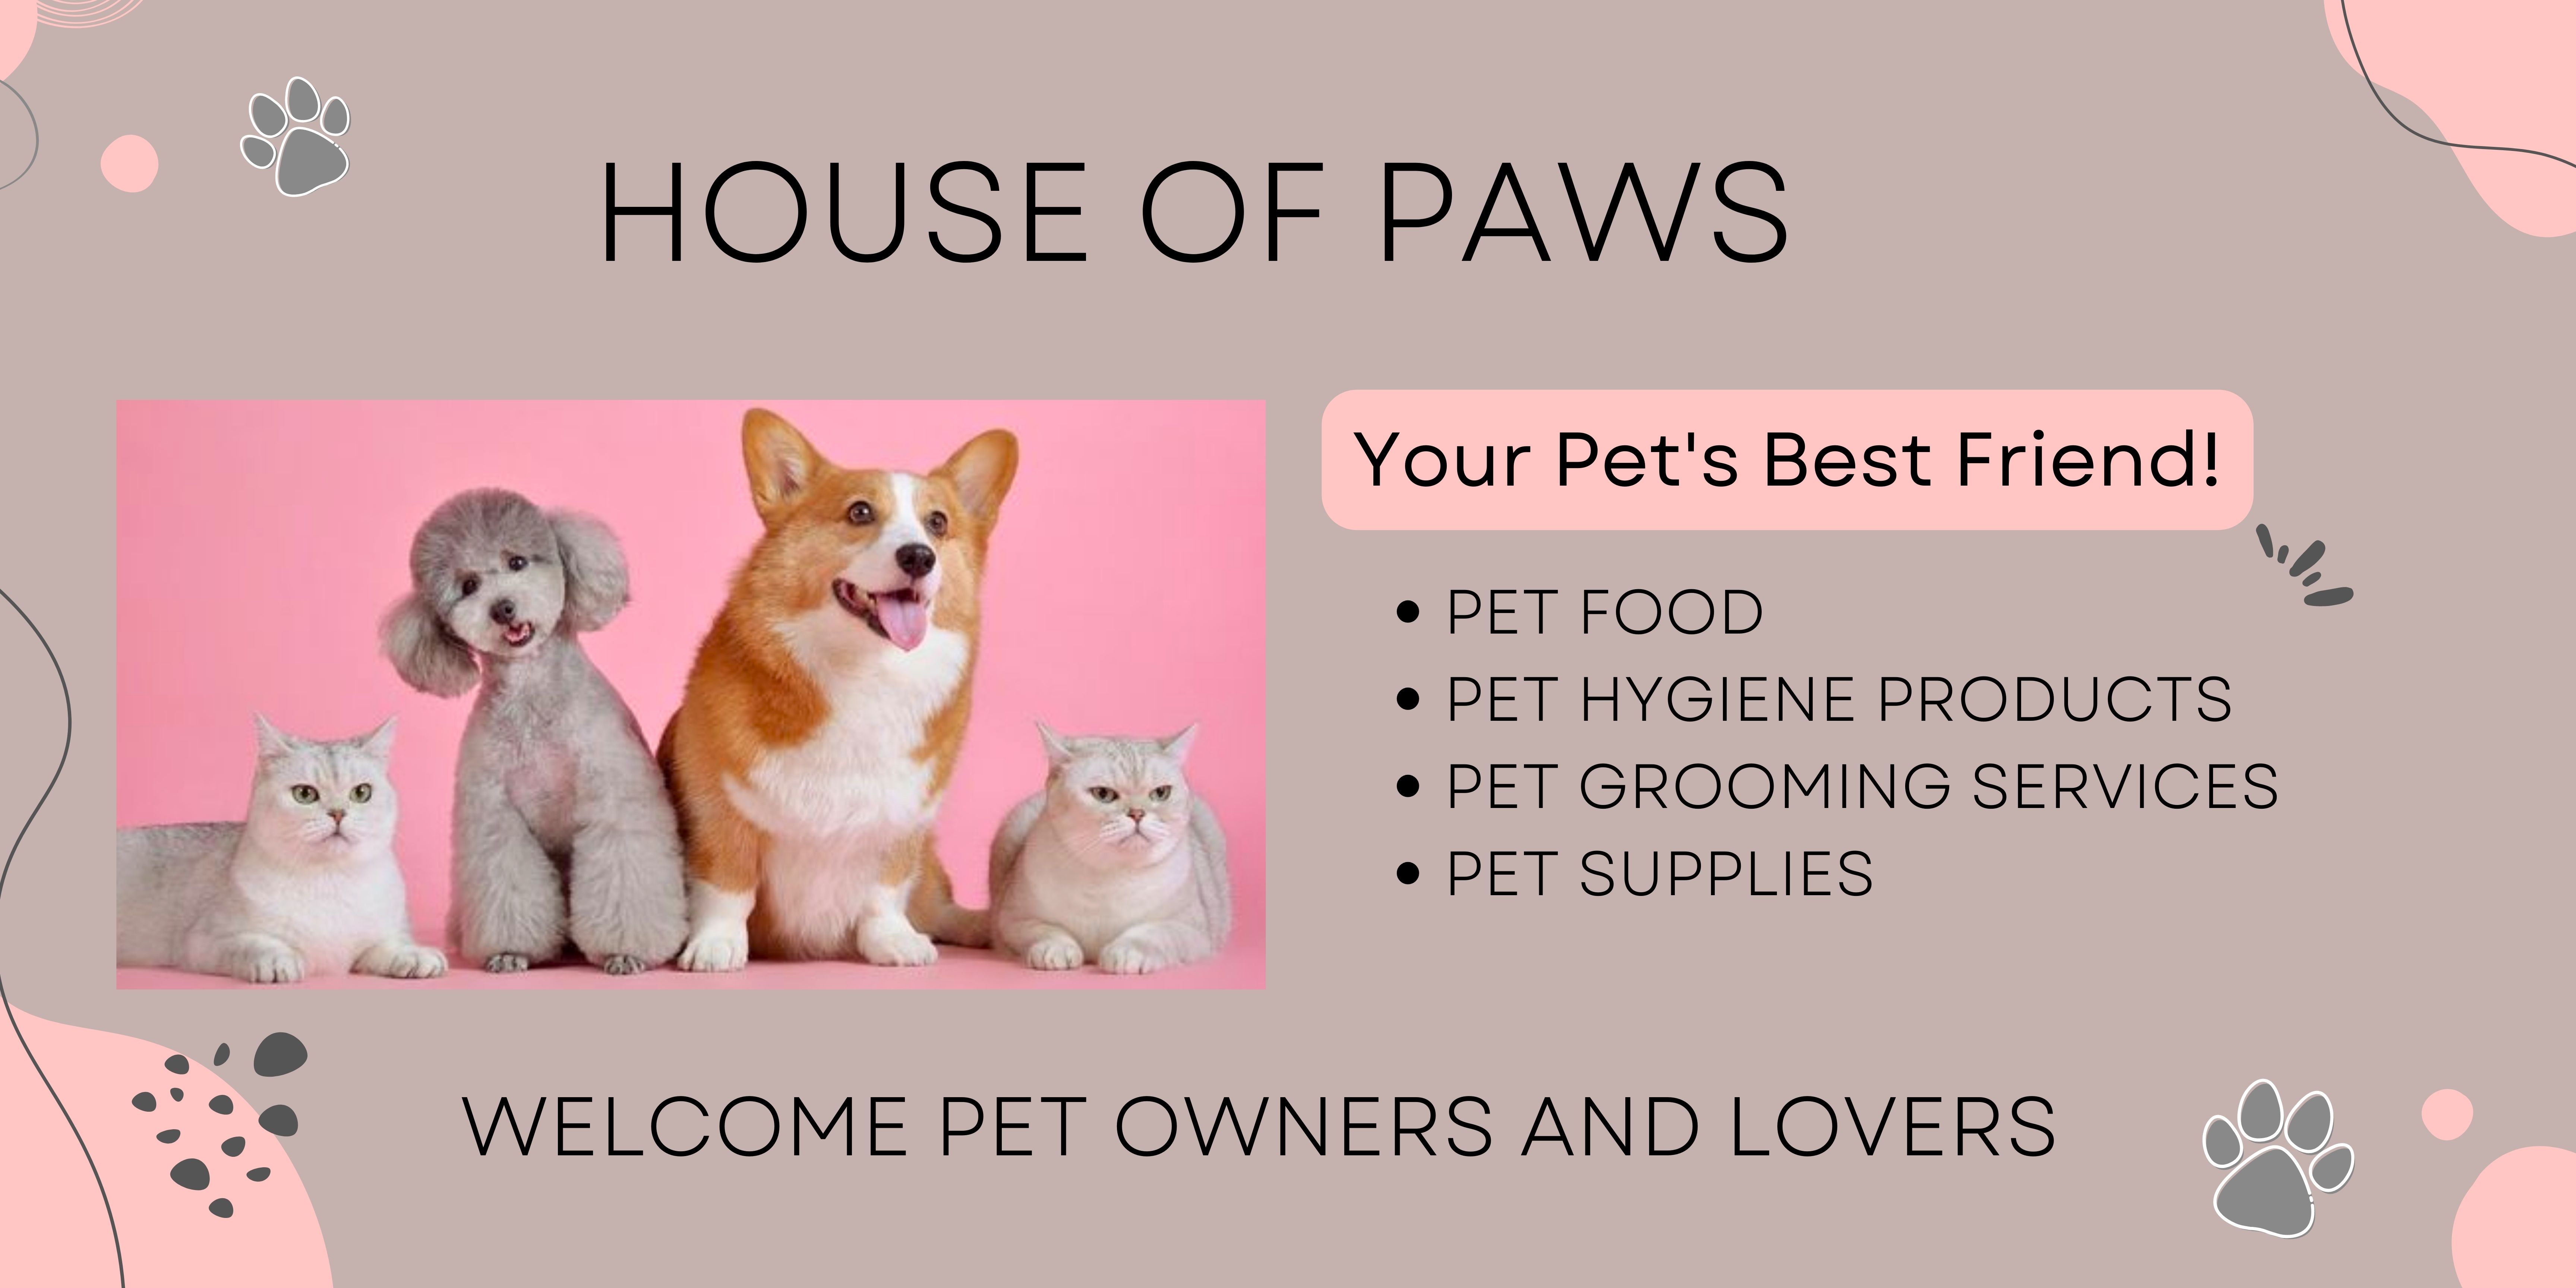 HOUSE OF PAWS
Your Pet's Best Friend!
• PET FOOD
• PET HYGIENE PRODUCTS
• PET GROOMING SERVICES
• PET SUPPLIES
WELCOME PET OWNERS AND LOVERS